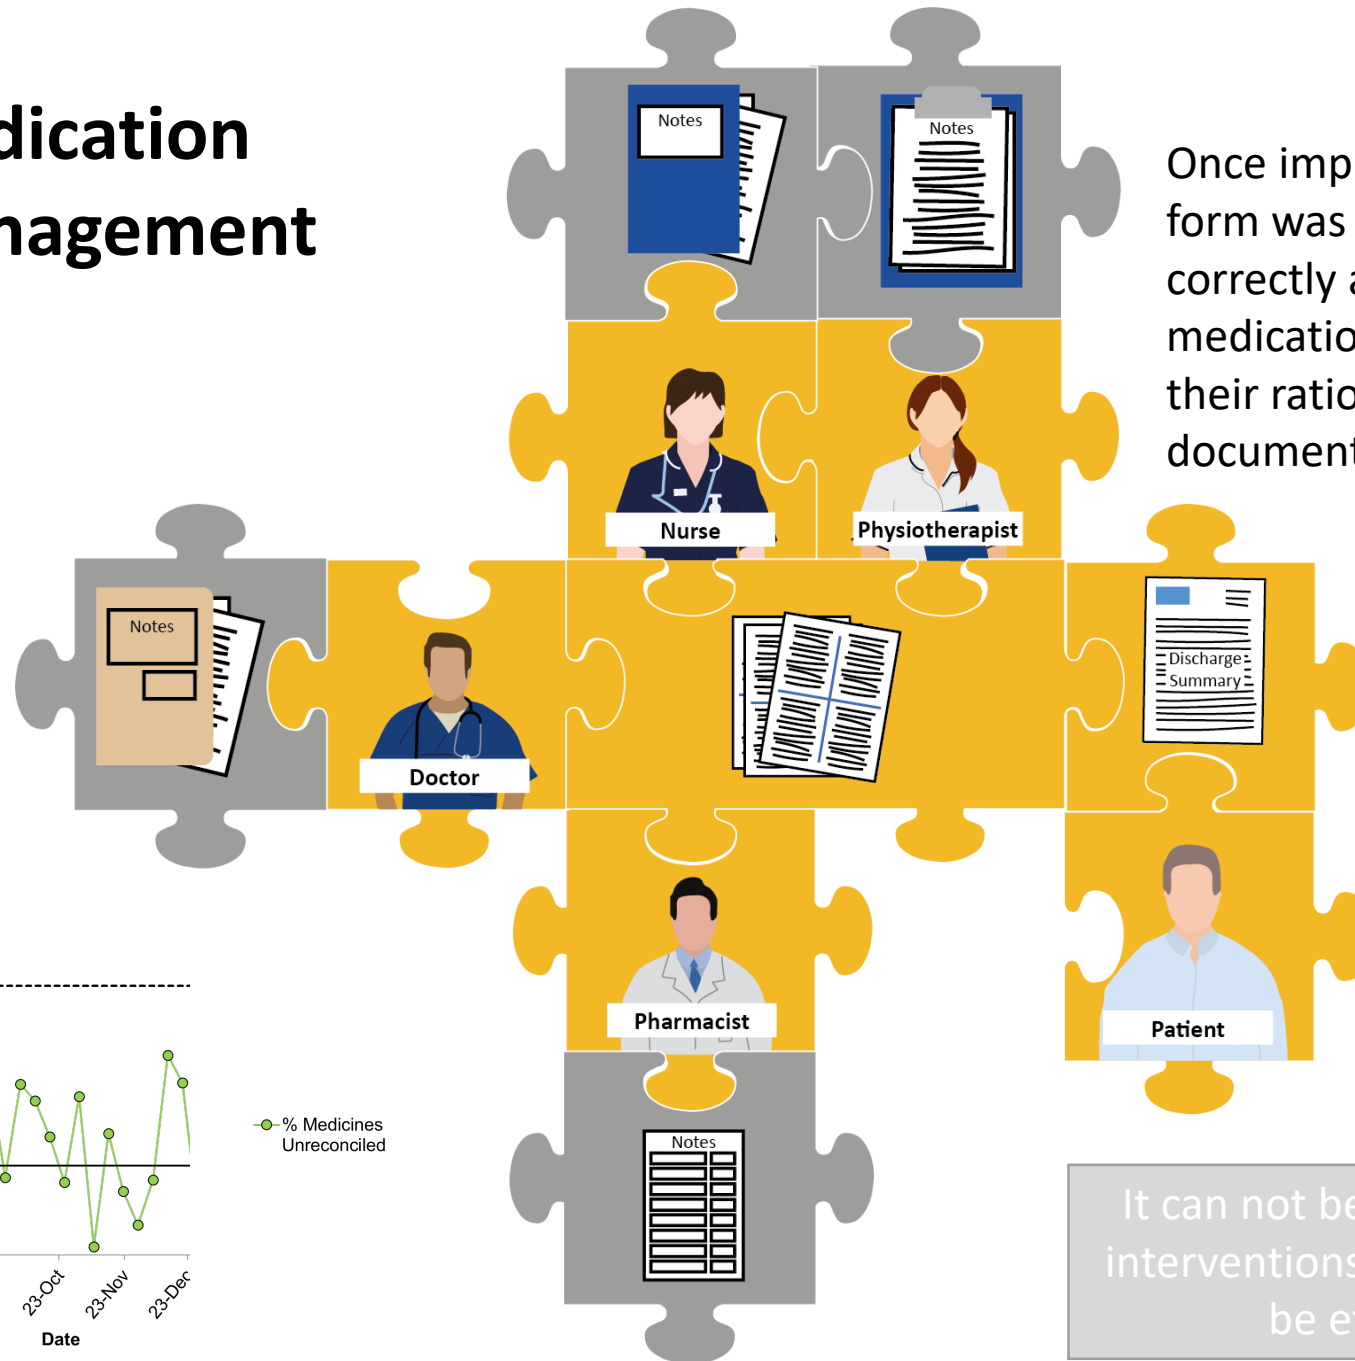 dication
nagement
Notes
Notes
Once imp
form was
correctly a
medicatio
their ratio
document
Nurse
Physiotherapist
Notes
Doctor
Discharge
Summary
Pharmacist
Patient
% Medicines
Unreconciled
23-Oct
23-Nov
23-Dec
Date
Notes
It can not be
interventions
be e